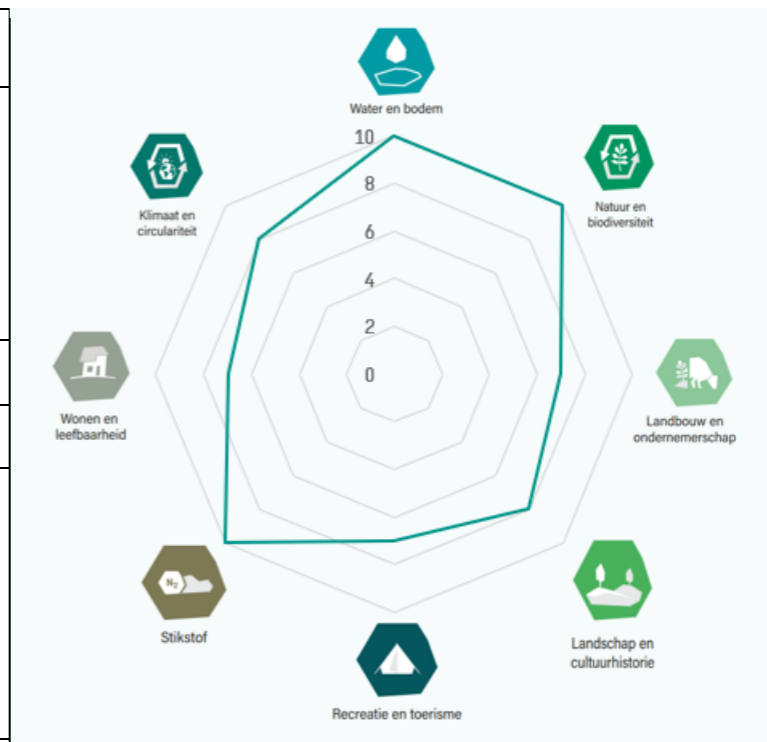 Water en bodem
10
8
6
4
2
0
Natuur en
biodiversiteit
Landbouw en
ondernemerschap
Landschap en
cultuurhistorie
Recreatie en toerisme
N₂
Stikstof
Wonen en
leefbaarheid
Klimaat en
circulariteit